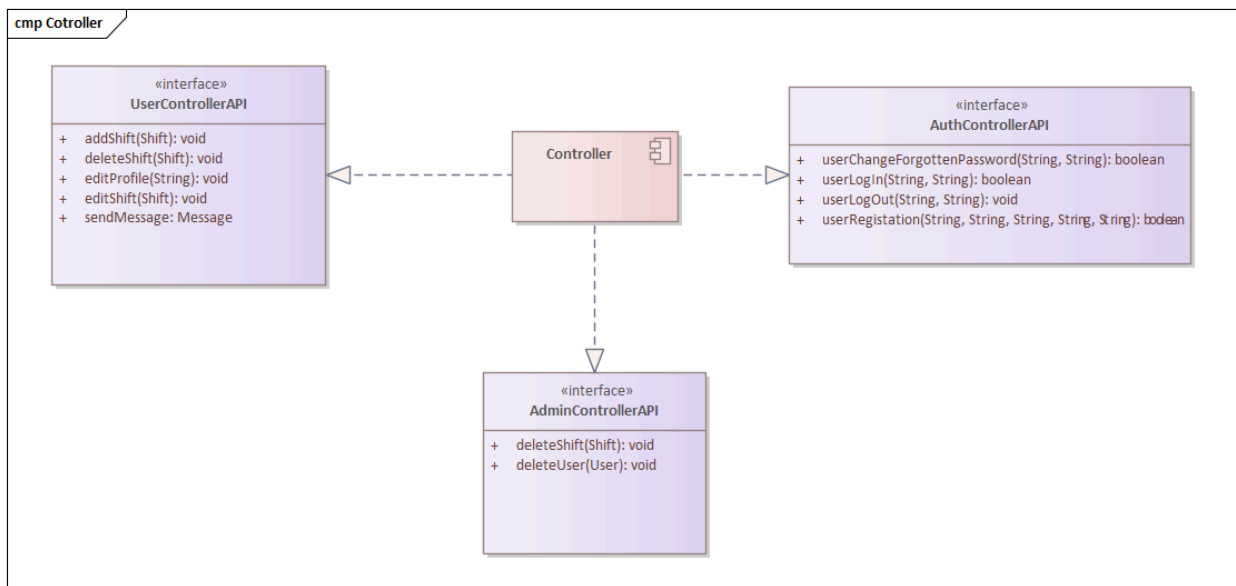 cmp Cotroller
«interface»
UserControllerAPI
+ addShift(Shift): void
+ deleteShift(Shift): void
+ editProfile(String): void
+ editShift(Shift): void
+ sendMessage: Message
Controller
«interface»
AuthControllerAPI
+ userChangeForgottenPassword(String, String): boolean
+ userLogIn(String, String): boolean
+ userLogOut(String, String): void
+ userRegistation(String, String, String, String, String): boolean
«interface»
AdminControllerAPI
+ deleteShift(Shift): void
+ deleteUser(User): void